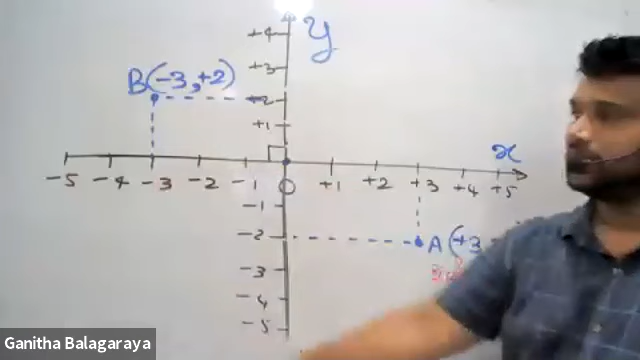 +4
y
+3
B(-3,+2)
+2
+1
x
-5 -4 -3 -2 -1 O +1 +2 +3 +4 +5
-1
-2
A(+3
-3
-4
-5
Ganitha Balagaraya